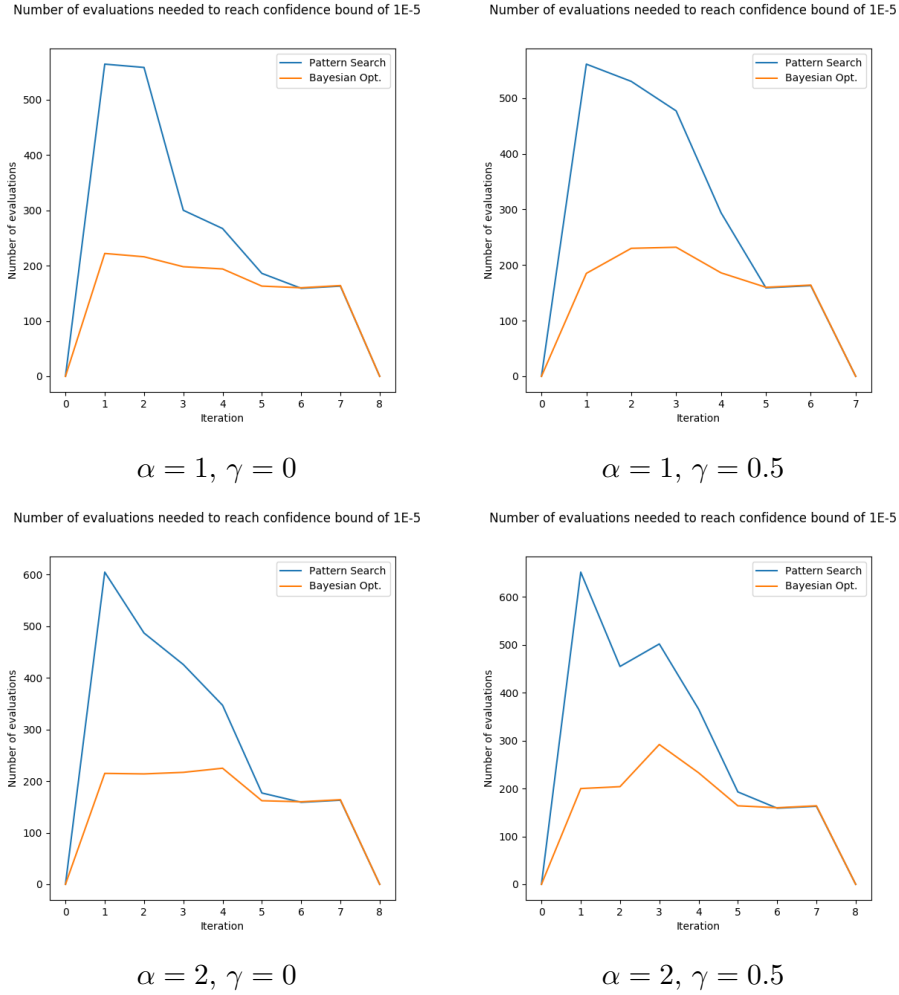 Number of evaluations needed to reach confidence bound of 1E-5
Pattern Search
Bayesian Opt.
Number of evaluations
500
400
300
200
100
0
0 1 2 3 4 5 6 7 8
Iteration
α = 1, γ = 0
Number of evaluations needed to reach confidence bound of 1E-5
Pattern Search
Bayesian Opt.
Number of evaluations
500
400
300
200
100
0
0 1 2 3 4 5 6 7
Iteration
α = 1, γ = 0.5
Number of evaluations needed to reach confidence bound of 1E-5
Pattern Search
Bayesian Opt.
Number of evaluations
600
500
400
300
200
100
0
0 1 2 3 4 5 6 7 8
Iteration
α = 2, γ = 0
Number of evaluations needed to reach confidence bound of 1E-5
Pattern Search
Bayesian Opt.
Number of evaluations
600
500
400
300
200
100
0
0 1 2 3 4 5 6 7 8
Iteration
α = 2, γ = 0.5